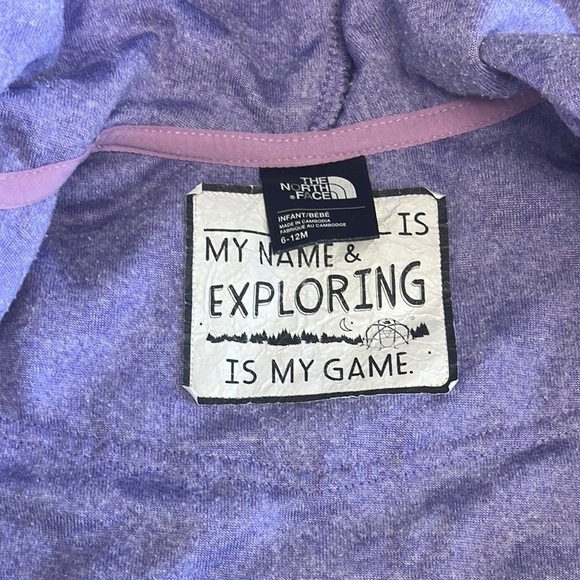 THE
NORTH
FACE
INFANT/BÉBÉ
MADE IN CAMBODIA
FABRIQUÉ AU CAMBODGE
6-12M
IS
MY NAME &
EXPLORING
IS MY GAME.